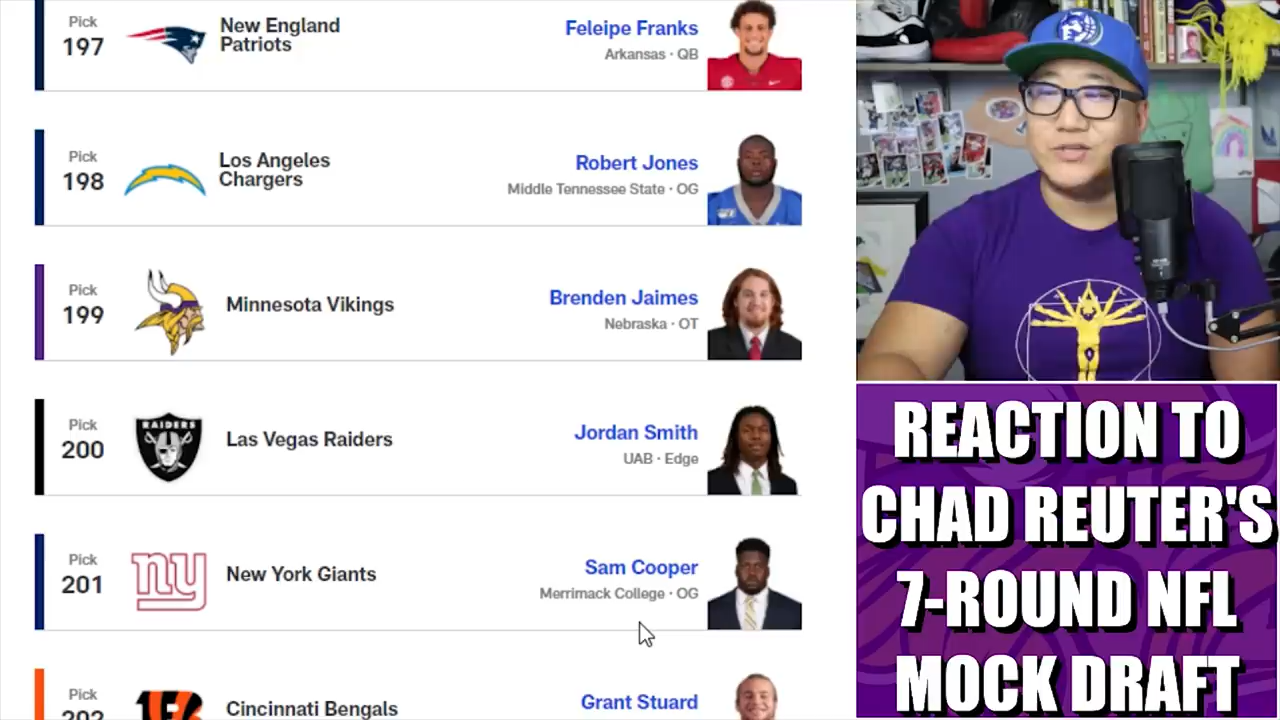 Pick
197
New England
Patriots
Feleipe Franks
Arkansas · QB
Pick
198
Los Angeles
Chargers
Robert Jones
Middle Tennessee State · OG
Pick
199
Minnesota Vikings
Brenden Jaimes
Nebraska · OT
Pick
200
RAIDERS
Las Vegas Raiders
Jordan Smith
UAB · Edge
Pick
201
ny
New York Giants
Sam Cooper
Merrimack College · OG
Pick
202
Cincinnati Bengals
Grant Stuard
REACTION TO
CHAD REUTER'S
7-ROUND NFL
MOCK DRAFT